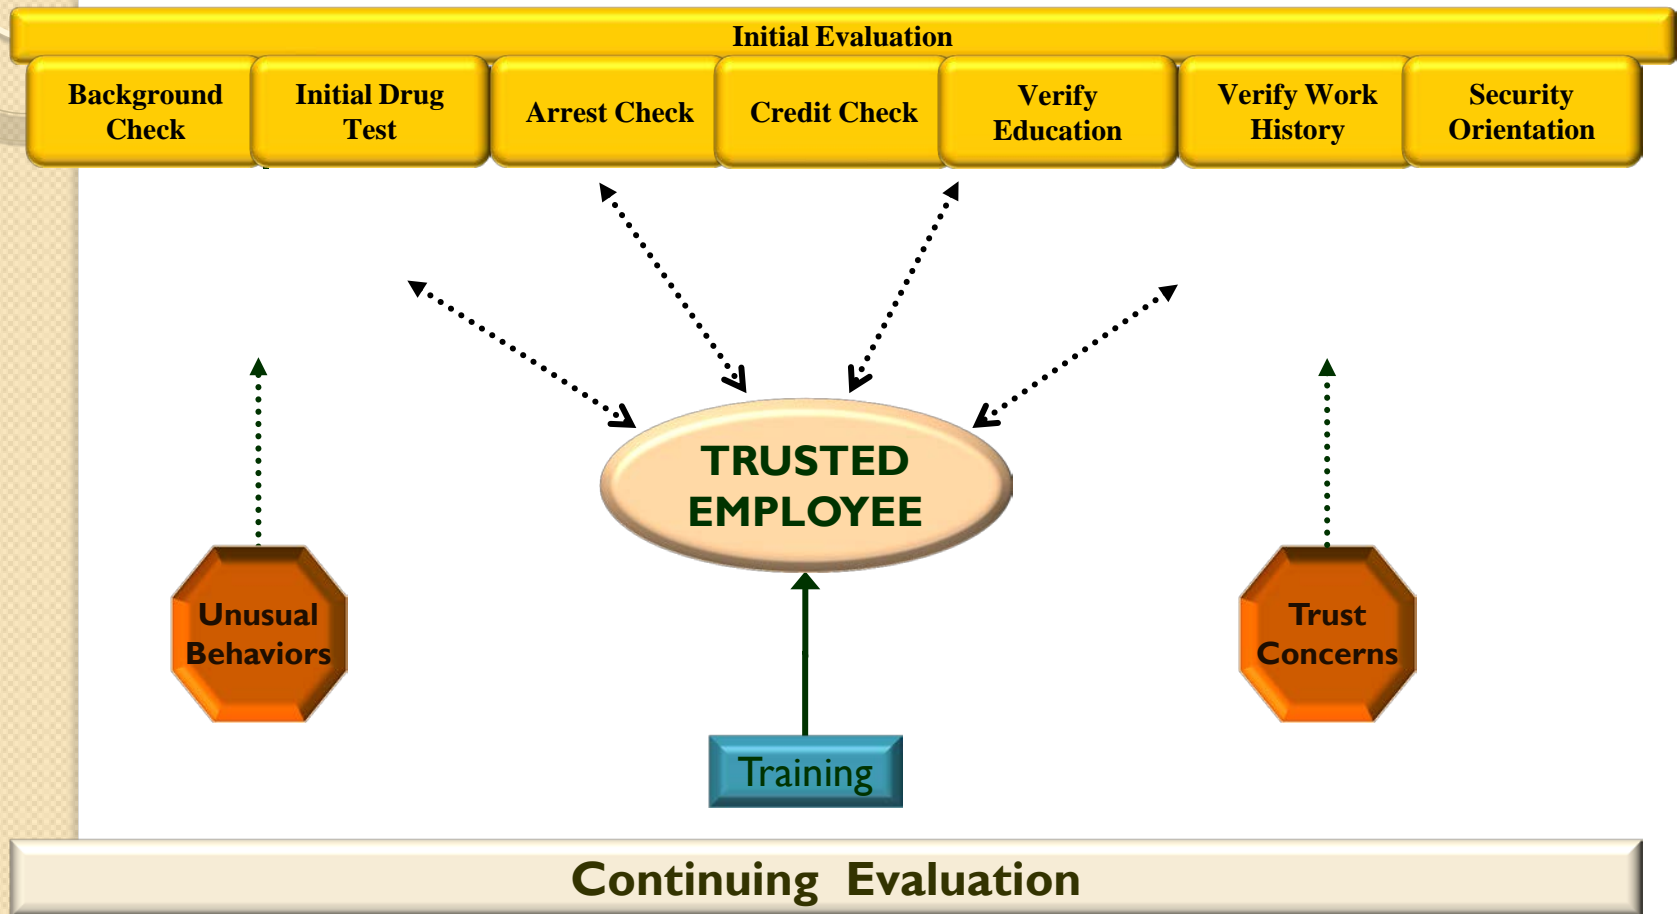 Initial Evaluation
Background
Check
Initial Drug
Test
Arrest Check
Credit Check
Verify
Education
Verify Work
History
Security
Orientation
TRUSTED
EMPLOYEE
Unusual
Behaviors
Trust
Concerns
Training
Continuing Evaluation